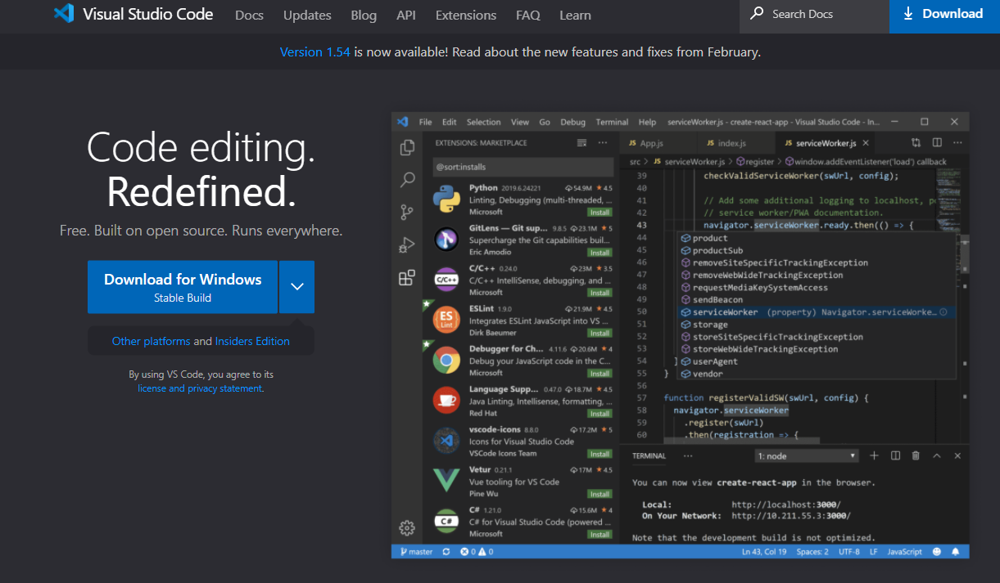 Visual Studio Code Docs Updates Blog API Extensions FAQ Learn Search Docs Download
Version 1.54 is now available! Read about the new features and fixes from February.
Code editing.
Redefined.
Free. Built on open source. Runs everywhere.
Download for Windows
Stable Build
Other platforms and Insiders Edition
By using VS Code, you agree to its
license and privacy statement.
File Edit Selection View Go Debug Terminal Help serviceWorker.js - create-react-app - Visual Studio Code - In...
EXTENSIONS: MARKETPLACE
@sort:installs
Python 2019.6.24221 54.9M ★ 4.5
Linting, Debugging (multi-threaded, ...
Microsoft Install
GitLens — Git sup... 9.8.5 23.1M ★ 5
Supercharge the Git capabilities buil...
Eric Amodio Install
C/C++ C/C++ 0.24.0 23M ★ 3.5
C/C++ IntelliSense, debugging, and ...
Microsoft Install
ES Lint ESLint 1.9.0 21.9M ★ 4.5
Integrates ESLint JavaScript into VS ...
Dirk Baeumer Install
Debugger for Ch... 4.11.6 20.6M ★ 4
Debug your JavaScript code in the C...
Microsoft Install
Language Supp... 0.47.0 18.7M ★ 4.5
Java Linting, Intellisense, formatting, ...
Red Hat Install
vscode-icons 8.8.0 17.2M ★ 5
Icons for Visual Studio Code
VSCode Icons Team Install
Vetur 0.21.1 17M ★ 4.5
Vue tooling for VS Code
Pine Wu Install
C# C# 1.21.0 15.6M ★ 4
C# for Visual Studio Code (powered ...
Microsoft Install
JS App.js JS index.js JS serviceWorker.js
src > JS serviceWorker.js > register > window.addEventListener('load') callback
39 checkValidServiceWorker(swUrl, config);
40
41 // Add some additional logging to localhost, po
42 // service worker/PWA documentation.
43 navigator.serviceWorker.ready.then(() => {
44 product
45 productSub
46 removeSiteSpecificTrackingException
47 removeWebWideTrackingException
48 requestMediaKeySystemAccess
49 sendBeacon
50 serviceWorker (property) Navigator.serviceWorke...
51 storage
52 storeSiteSpecificTrackingException
53 storeWebWideTrackingException
54 } userAgent
55 } vendor
56
57 function registerValidSW(swUrl, config) {
58 navigator.serviceWorker
59 .register(swUrl)
60 .then(registration => {
TERMINAL ... 1: node
You can now view create-react-app in the browser.
Local: http://localhost:3000/
On Your Network: http://10.211.55.3:3000/
Note that the development build is not optimized.
master 0 0 Ln 43, Col 19 Spaces: 2 UTF-8 LF JavaScript